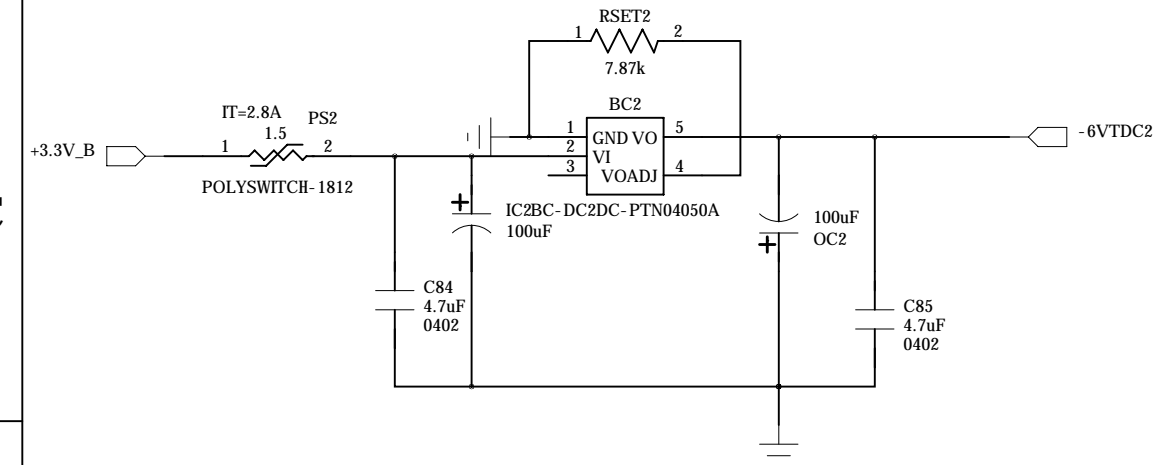 RSET2
1 2
7.87k
IT=2.8A
PS2
1.5
BC2
+3.3V_B
1 2
POLYSWITCH-1812
1 GND VO 5
2 VI
3 VOADJ 4
-6VTDC2
+
IC2BC-DC2DC-PTN04050A
100uF
100uF
OC2
+
C84
4.7uF
0402
C85
4.7uF
0402